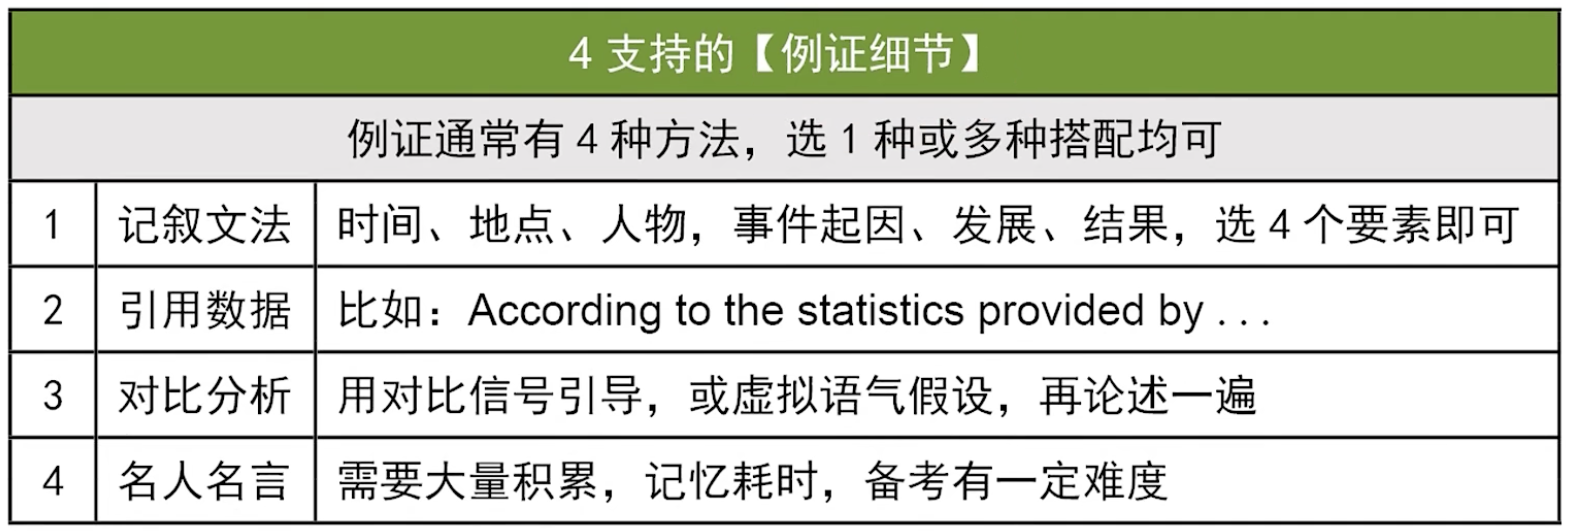 4 支持的【例证细节】
例证通常有 4 种方法，选 1 种或多种搭配均可
1 记叙文法 时间、地点、人物，事件起因、发展、结果，选 4 个要素即可
2 引用数据 比如：According to the statistics provided by . . .
3 对比分析 用对比信号引导，或虚拟语气假设，再论述一遍
4 名人名言 需要大量积累，记忆耗时，备考有一定难度